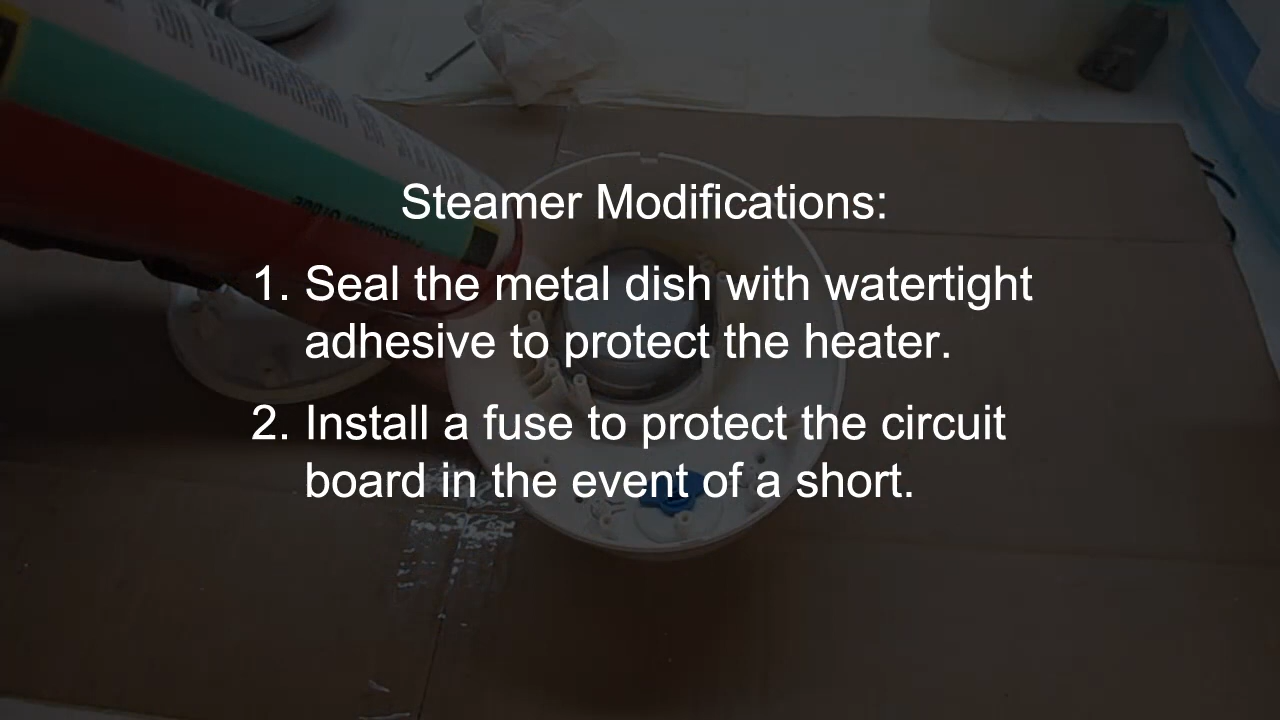 Steamer Modifications:
1. Seal the metal dish with watertight
adhesive to protect the heater.
2. Install a fuse to protect the circuit
board in the event of a short.